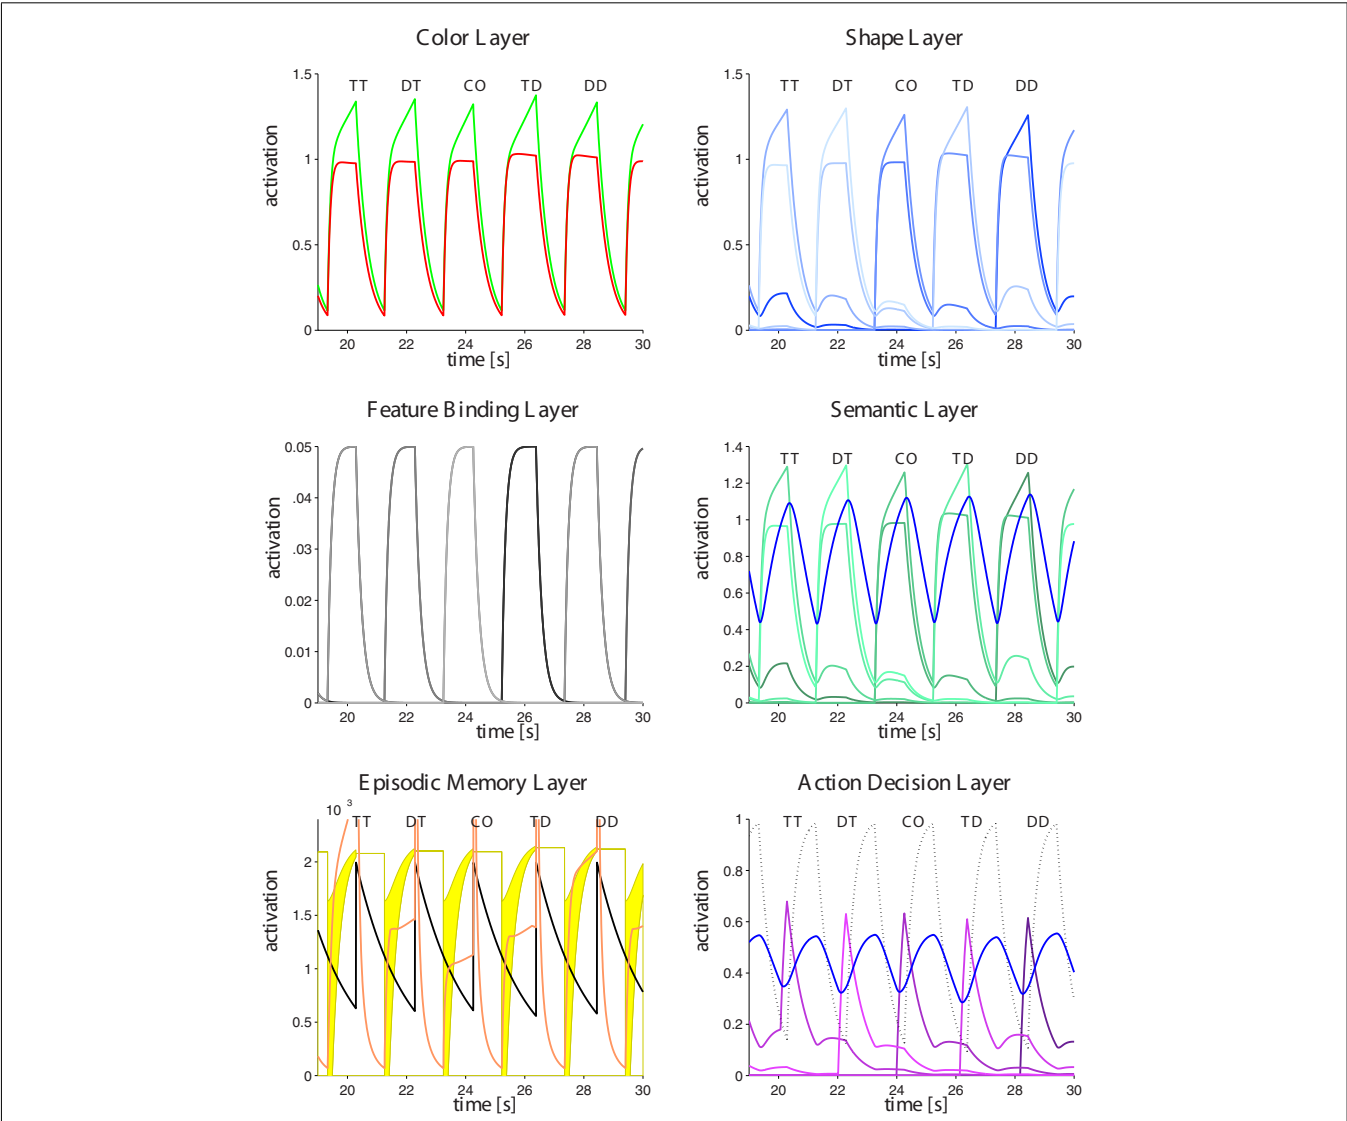 Color Layer
Shape Layer
1.5
TT DT CO TD DD
1
0.5
0
activation
20 22 24 26 28 30
time [s]
1.5
TT DT CO TD DD
1
0.5
0
activation
20 22 24 26 28 30
time [s]
Feature Binding Layer
Semantic Layer
0.05
.04
.03
0.02
0.01
0
activation
20 22 24 26 28 30
time [s]
1.4
TT DT CO TD DD
1.2
1
0.8
0.6
0.4
0.2
0
activation
20 22 24 26 28 30
time [s]
Episodic Memory Layer
Action Decision Layer
10 3
TT DT CO TD DD
2
1.5
1
0.5
0
activation
20 22 24 26 28 30
time [s]
1
TT DT CO TD DD
0.8
0.6
0.4
0.2
0
activation
20 22 24 26 28 30
time [s]